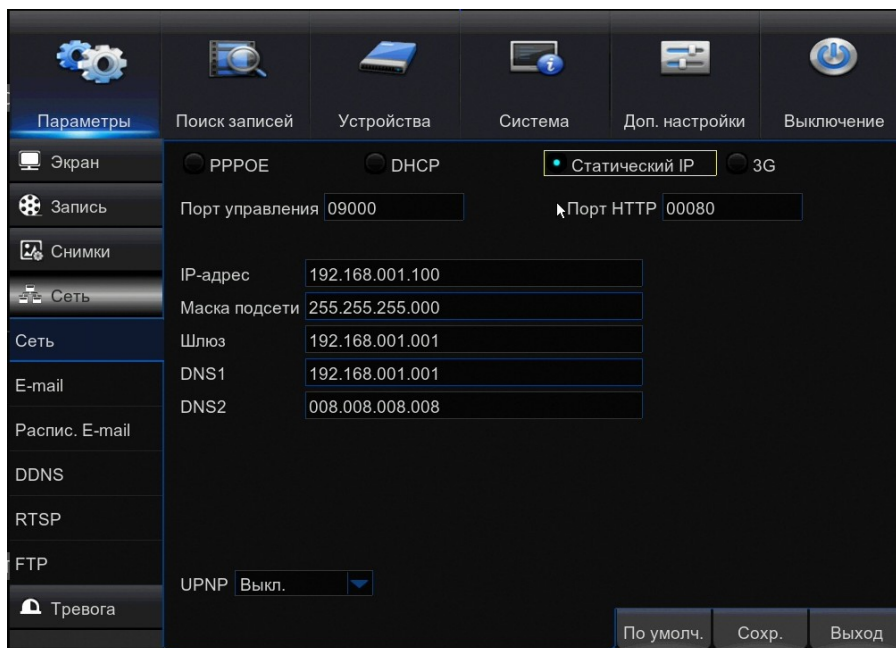 Параметры Поиск записей Устройства Система Доп. настройки Выключение
Экран
Запись
Снимки
Сеть
Сеть
E-mail
Распис. E-mail
DDNS
RTSP
FTP
Тревога
PPPOE DHCP Статический IP 3G
Порт управления 09000 Порт HTTP 00080
IP-адрес 192.168.001.100
Маска подсети 255.255.255.000
Шлюз 192.168.001.001
DNS1 192.168.001.001
DNS2 008.008.008.008
UPNP Выкл.
По умолч. Сохр. Выход